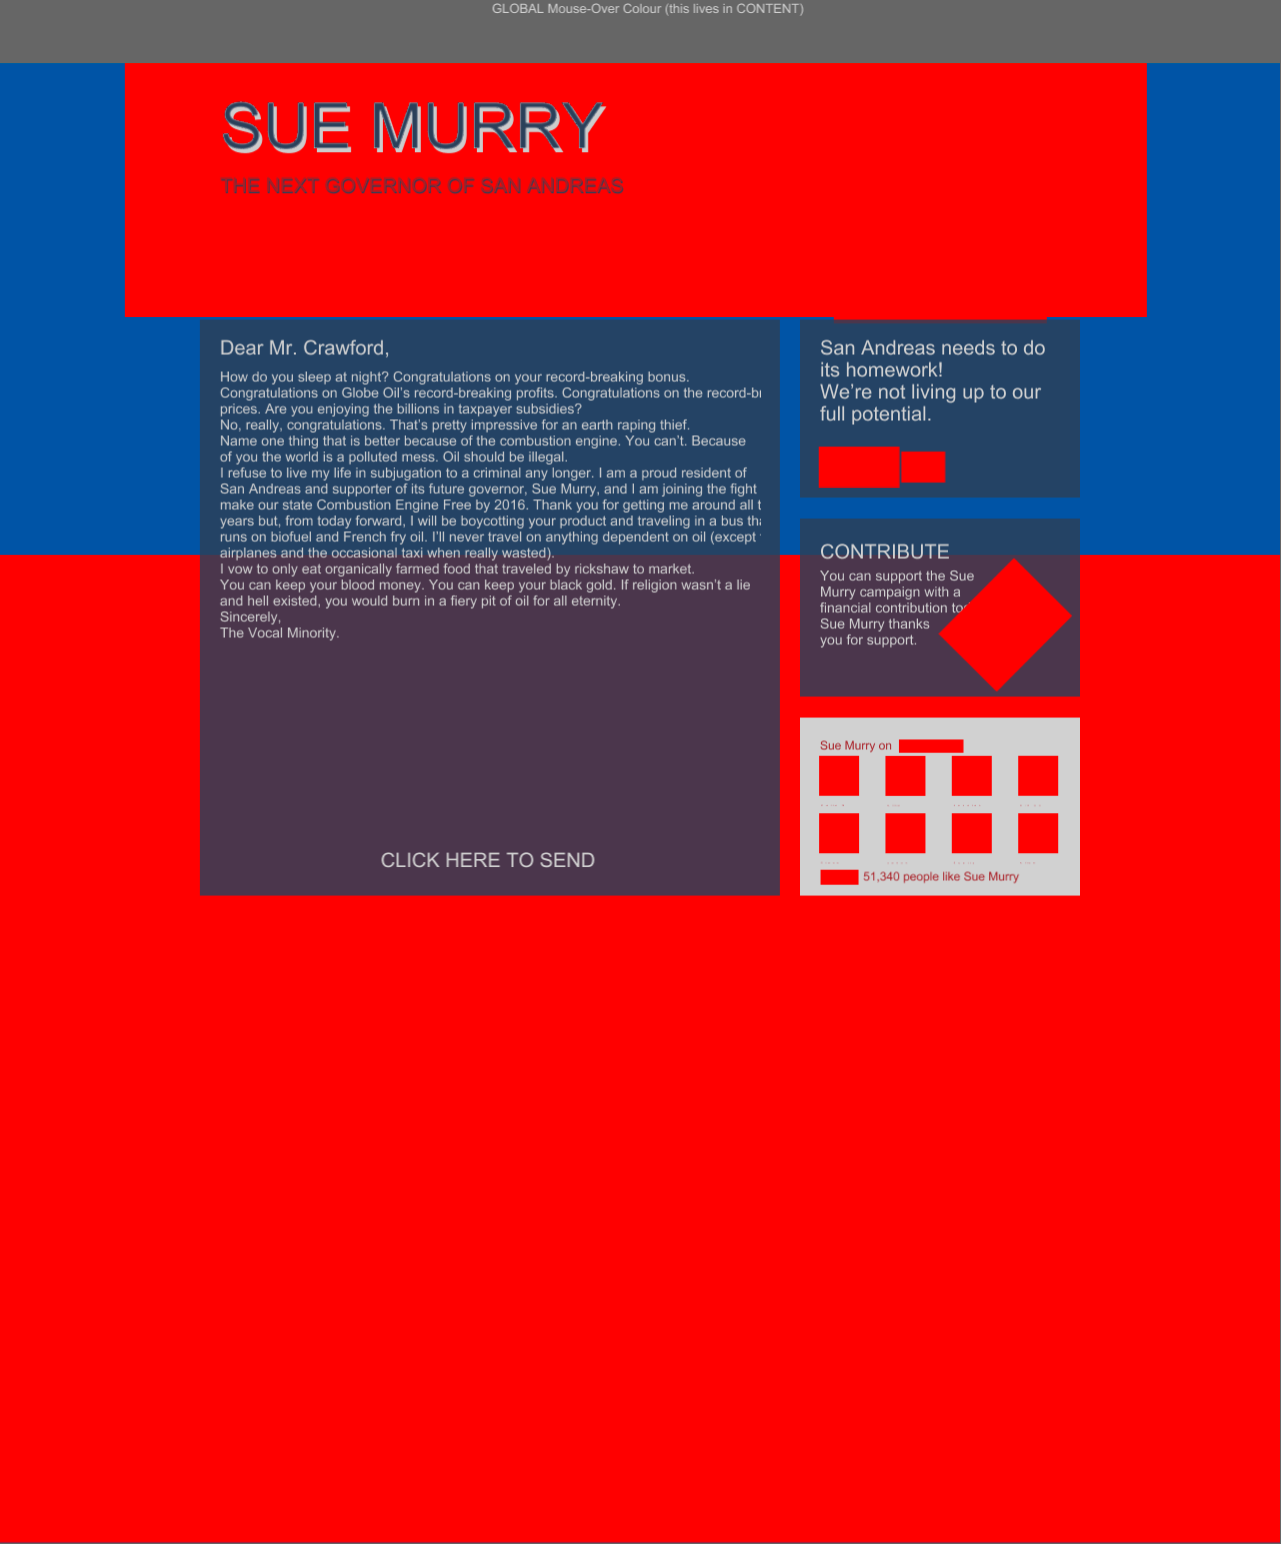 GLOBAL Mouse-Over Colour (this lives in CONTENT)
SUE MURRY
THE NEXT GOVERNOR OF SAN ANDREAS
Dear Mr. Crawford,
How do you sleep at night? Congratulations on your record-breaking bonus.
Congratulations on Globe Oil's record-breaking profits. Congratulations on the
prices. Are you enjoying the billions in taxpayer subsidies?
No, really, congratulations. That's pretty impressive for an earth raping thief.
Name one thing that is better because of the combustion engine. You can't. Because
of you the world is a polluted mess. Oil should be illegal.
I refuse to live my life in subjugation to a criminal any longer. I am a proud resident of
San Andreas and supporter of its future governor, Sue Murry, and I am joining the fight
make our state Combustion Engine Free by 2016. Thank you for getting me around all
years but, from today forward, I will be boycotting your product and traveling in a bus
runs on biofuel and French fry oil. I'll never travel on anything dependent on oil (except
airplanes and the occasional taxi when really wasted).
I vow to only eat organically farmed food that traveled by rickshaw to market.
You can keep your blood money. You can keep your black gold. If religion wasn't a lie
and hell existed, you would burn in a fiery pit of oil for all eternity.
Sincerely,
The Vocal Minority.
CLICK HERE TO SEND
San Andreas needs to do
its homework!
We're not living up to our
full potential.
CONTRIBUTE
You can support the Sue
Murry campaign with a
financial contribution
Sue Murry thanks
you for support.
Sue Murry on
51,340 people like Sue Murry